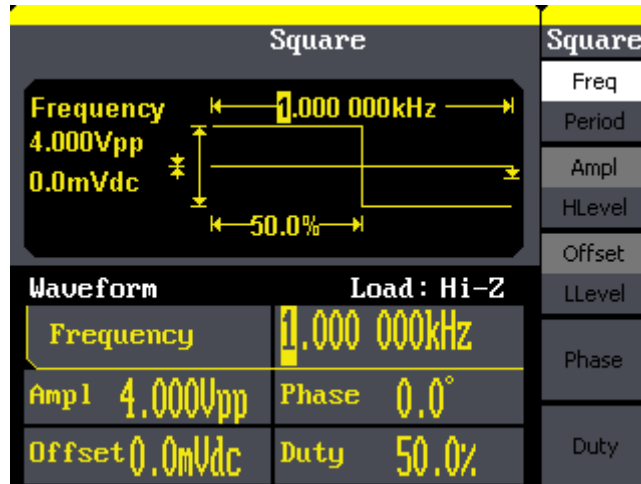 Square
Frequency 1.000 000kHz
4.000Vpp
0.0mVdc
50.0%
Waveform Load: Hi-Z
Frequency 1.000 000kHz
Ampl 4.000Vpp Phase 0.0°
Offset 0.0mVdc Duty 50.0%
Square
Freq
Period
Ampl
HLevel
Offset
LLevel
Phase
Duty